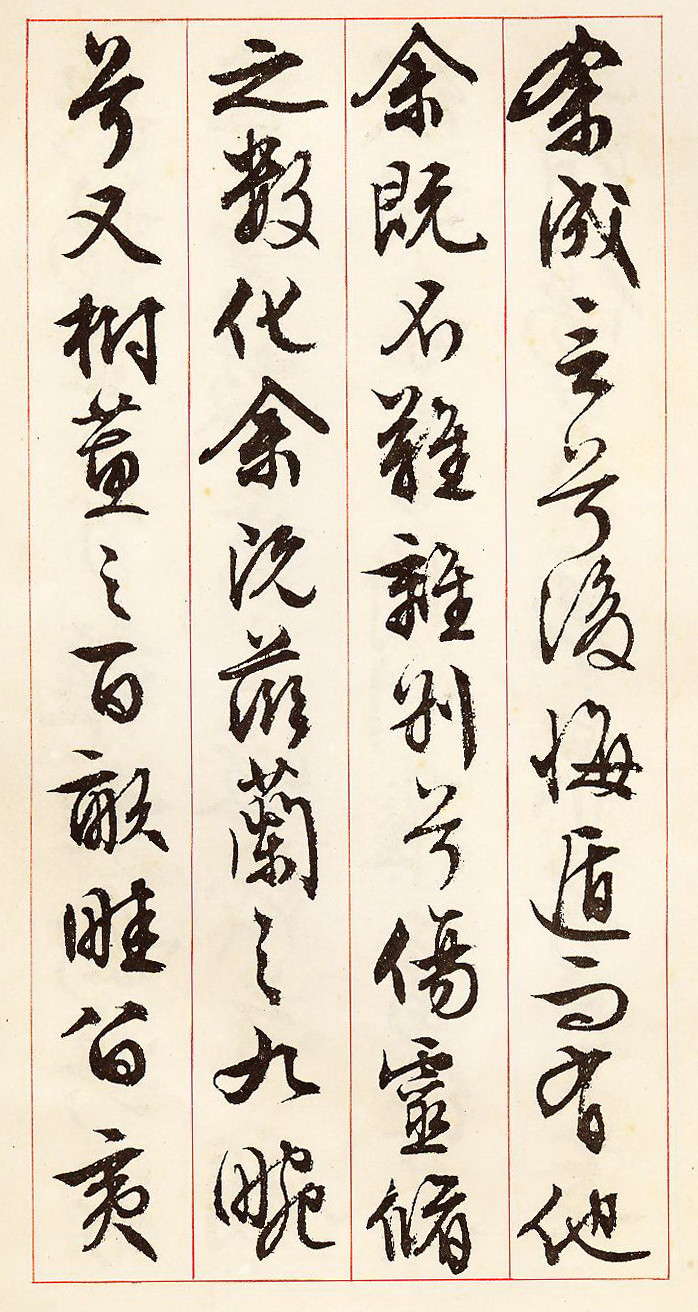 余成言兮後悔遁而有他
余既不難離別兮傷靈脩
之數化余既滋蘭之九畹
兮又樹蕙之百畝畦留夷